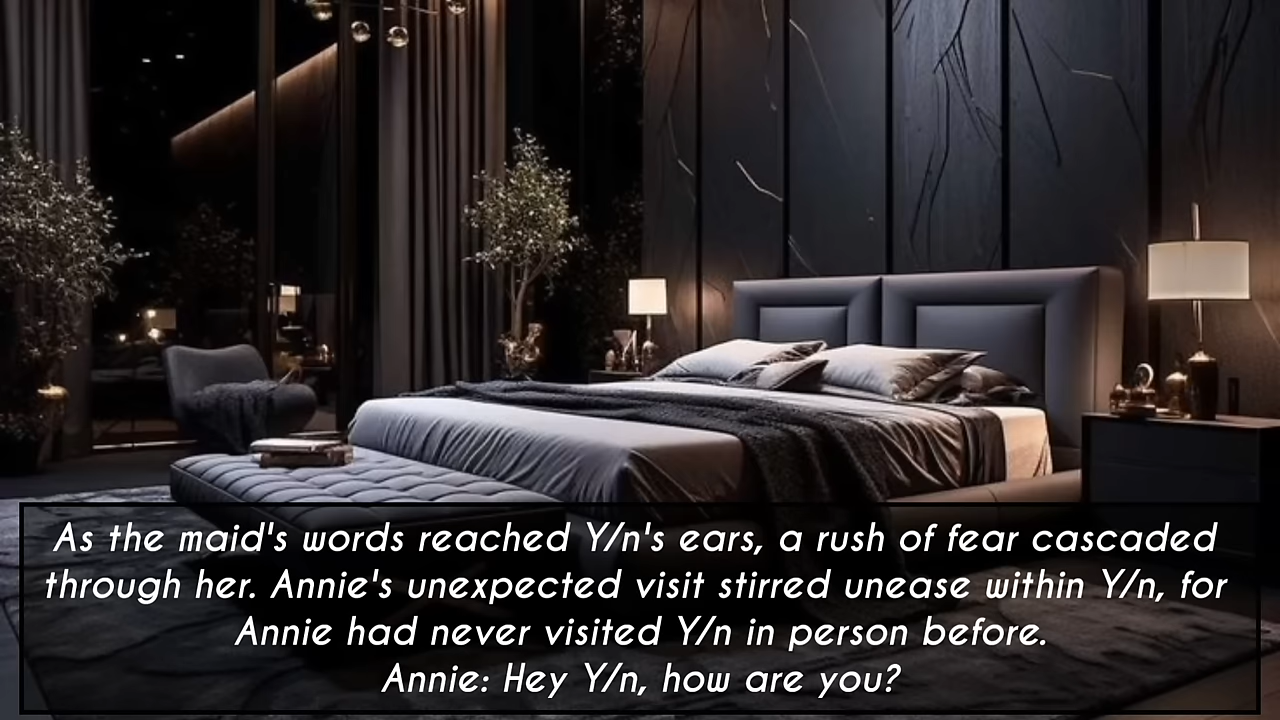 As the maid's words reached Y/n's ears, a rush of fear cascaded
through her. Annie's unexpected visit stirred unease within Y/n, for
Annie had never visited Y/n in person before.
Annie: Hey Y/n, how are you?